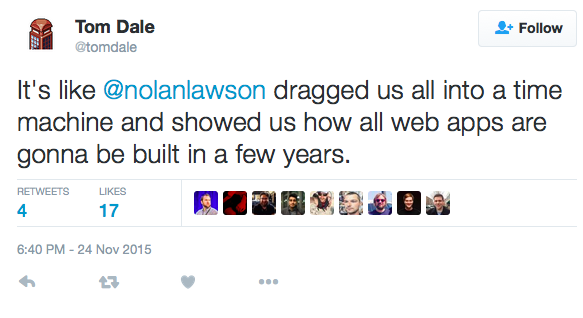 Tom Dale
@tomdale
Follow
It's like @nolanlawson dragged us all into a time
machine and showed us how all web apps are
gonna be built in a few years.
RETWEETS LIKES
4 17
6:40 PM - 24 Nov 2015